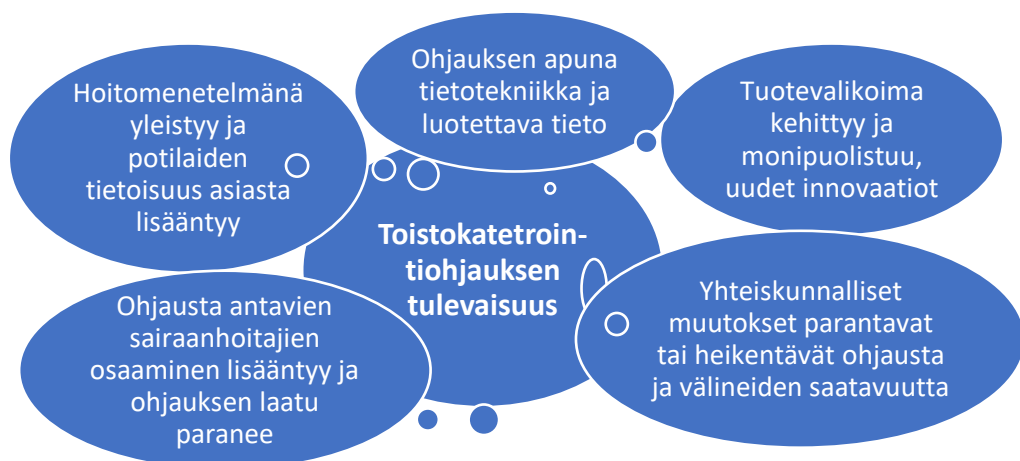 Hoitomenetelmänä
yleistyy ja
potilaiden
tietoisuus asiasta
lisääntyy
Ohjauksen apuna
tietotekniikka ja
luotettava tieto
Tuotevalikoima
kehittyy ja
monipuolistuu,
uudet innovaatiot
Toistokatetroin-
tiohjauksen
tulevaisuus
Ohjausta antavien
sairaanhoitajien
osaaminen lisääntyy ja
ohjauksen laatu
paranee
Yhteiskunnalliset
muutokset parantavat
tai heikentävät ohjausta
ja välineiden saatavuutta